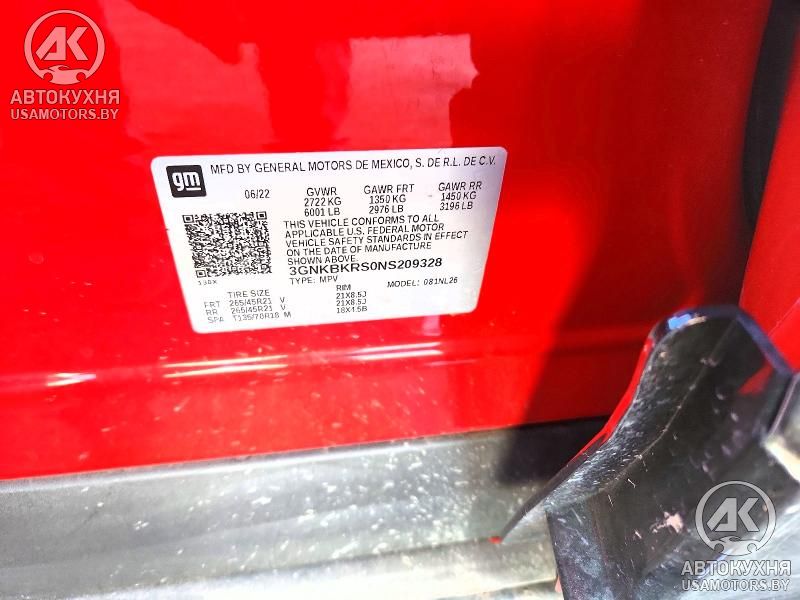 AK
АВТОКУХНЯ
USAMOTORS.BY
gm MFD BY GENERAL MOTORS DE MEXICO, S. DE R.L. DE C.V.
06/22 GVWR GAWR FRT GAWR RR
2722 KG 1350 KG 1450 KG
6001 LB 2976 LB 3196 LB
THIS VEHICLE CONFORMS TO ALL
APPLICABLE U.S. FEDERAL MOTOR
VEHICLE SAFETY STANDARDS IN EFFECT
ON THE DATE OF MANUFACTURE
SHOWN ABOVE.
3GNKBKRS0NS209328
130X TYPE: MPV MODEL: 081NL26
TIRE SIZE RIM
FRT 265/45R21 V 21X8.5J
RR 265/45R21 V 21X8.5J
SPA T135/70R18 M 18X4.5B
AK
АВТОКУХНЯ
USAMOTORS.BY